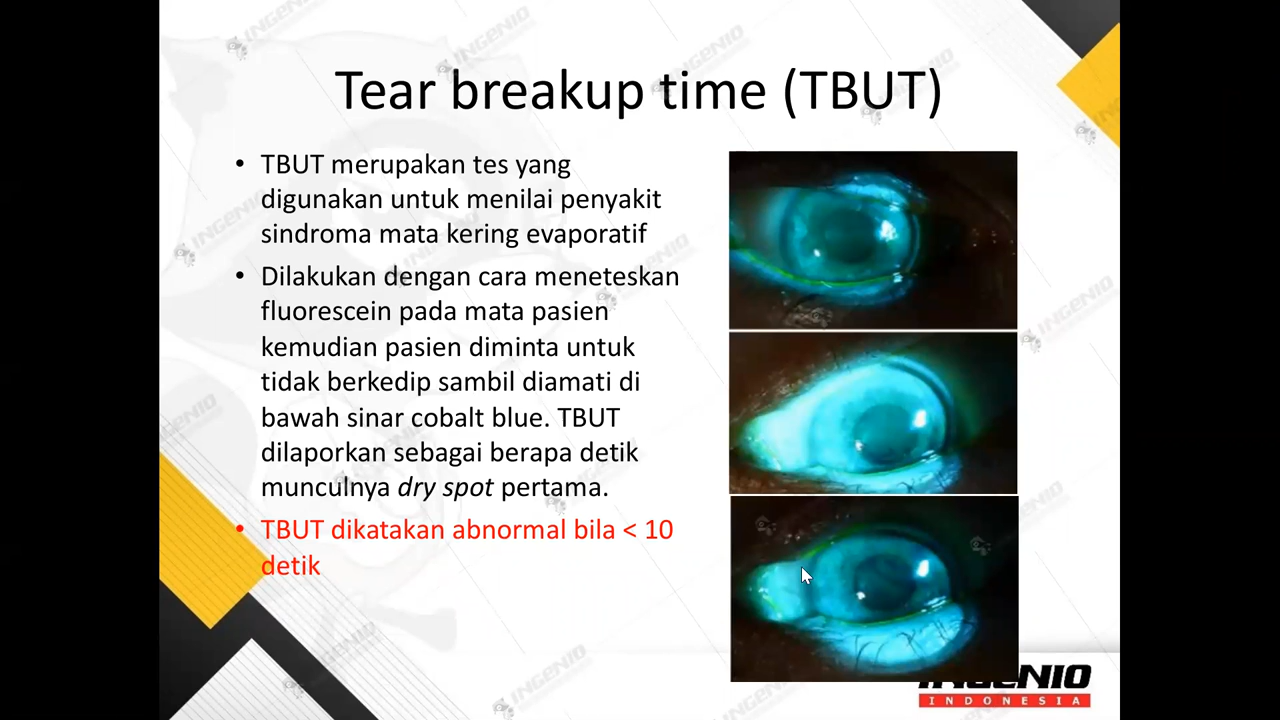 Tear breakup time (TBUT)
• TBUT merupakan tes yang
digunakan untuk menilai penyakit
sindroma mata kering evaporatif
• Dilakukan dengan cara meneteskan
fluorescein pada mata pasien
kemudian pasien diminta untuk
tidak berkedip sambil diamati di
bawah sinar cobalt blue. TBUT
dilaporkan sebagai berapa detik
munculnya dry spot pertama.
• TBUT dikatakan abnormal bila < 10
detik
INGENIO
INDONESIA